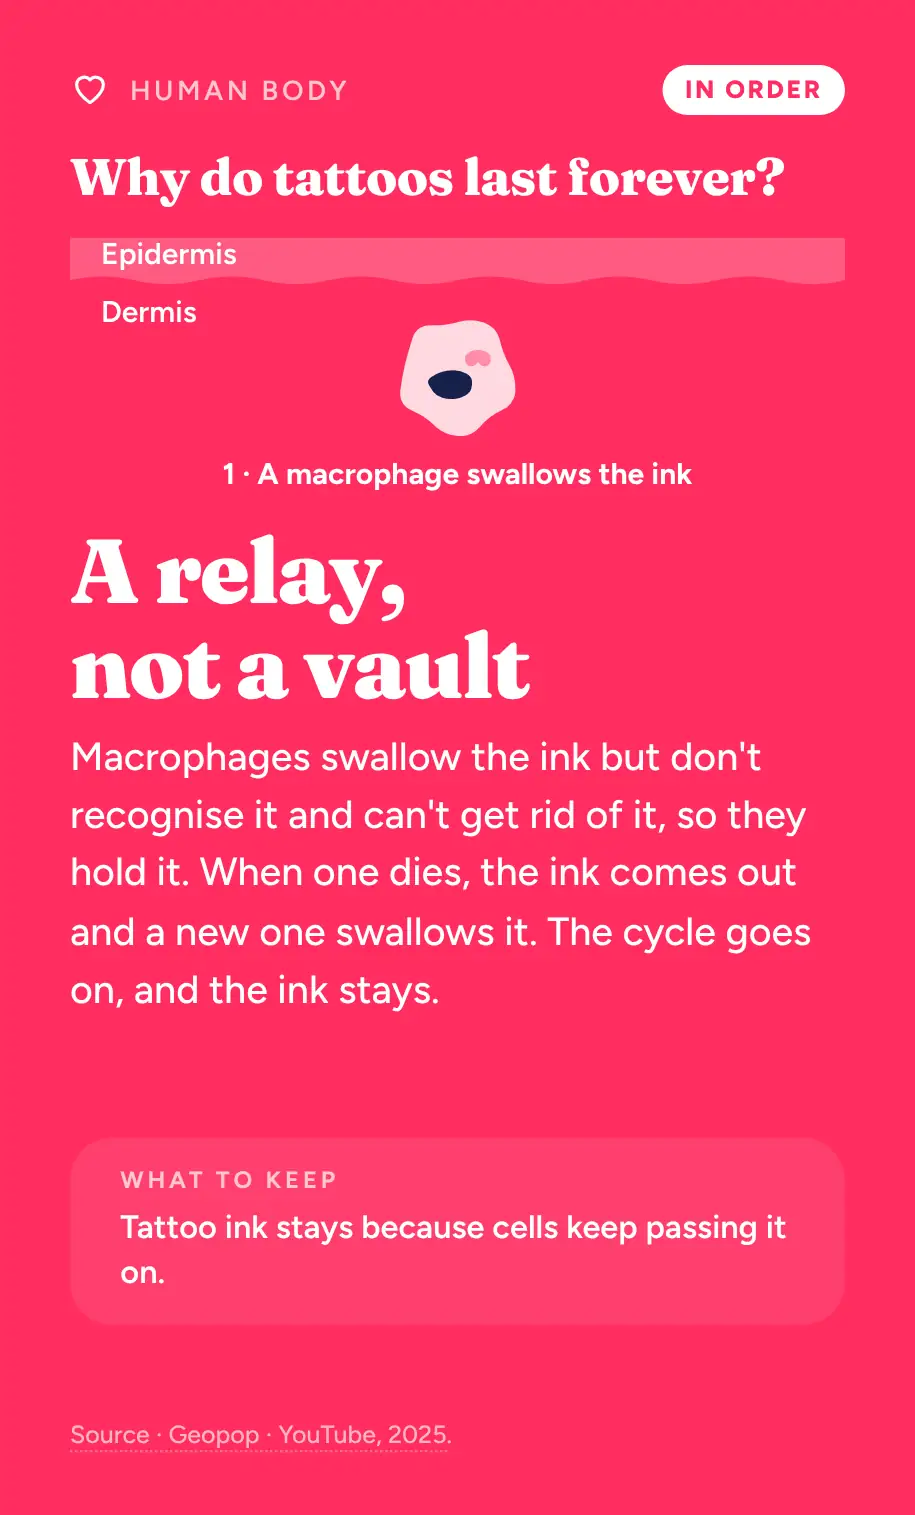 HUMAN BODY
IN ORDER
Why do tattoos last forever?
Epidermis
Dermis
1 · A macrophage swallows the ink
A relay,
not a vault
Macrophages swallow the ink but don't
recognise it and can't get rid of it, so they
hold it. When one dies, the ink comes out
and a new one swallows it. The cycle goes
on, and the ink stays.
WHAT TO KEEP
Tattoo ink stays because cells keep passing it
on.
Source · Geopop · YouTube, 2025.